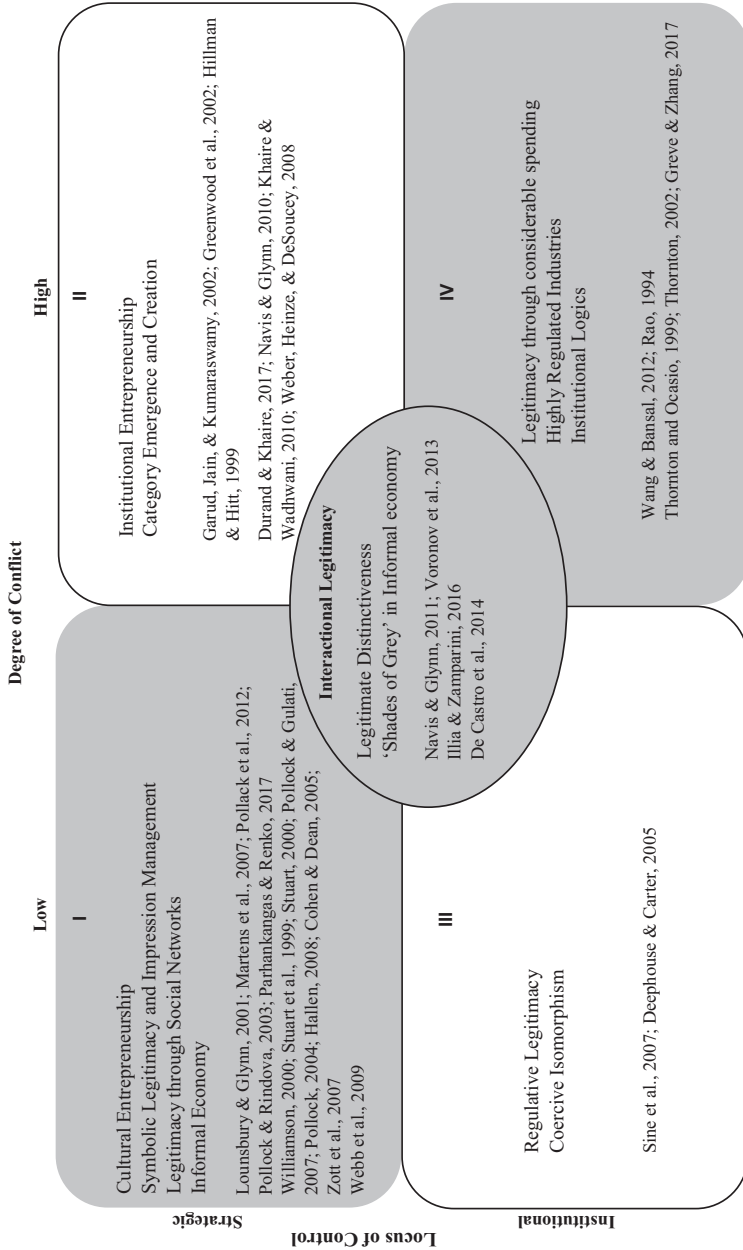 Degree of Conflict
Low
High
Locus of Control
Strategic
Institutional
I
Cultural Entrepreneurship
Symbolic Legitimacy and Impression Management
Legitimacy through Social Networks
Informal Economy
Lounsbury & Glynn, 2001; Martens et al., 2007; Pollack et al., 2012;
Pollock & Rindova, 2003; Parhankangas & Renko, 2017
Williamson, 2000; Stuart et al., 1999; Stuart, 2000; Pollock & Gulati,
2007; Pollock, 2004; Hallen, 2008; Cohen & Dean, 2005;
Zott et al., 2007
Webb et al., 2009
II
Institutional Entrepreneurship
Category Emergence and Creation
Garud, Jain, & Kumaraswamy, 2002; Greenwood et al., 2002; Hillman
& Hitt, 1999
Durand & Khaire, 2017; Navis & Glynn, 2010; Khaire &
Wadhwani, 2010; Weber, Heinze, & DeSoucey, 2008
Interactional Legitimacy
Legitimate Distinctiveness
‘Shades of Grey’ in Informal economy
Navis & Glynn, 2011; Voronov et al., 2013
Illia & Zamparini, 2016
De Castro et al., 2014
III
Regulative Legitimacy
Coercive Isomorphism
Sine et al., 2007; Deephouse & Carter, 2005
IV
Legitimacy through considerable spending
Highly Regulated Industries
Institutional Logics
Wang & Bansal, 2012; Rao, 1994
Thornton and Ocasio, 1999; Thornton, 2002; Greve & Zhang, 2017